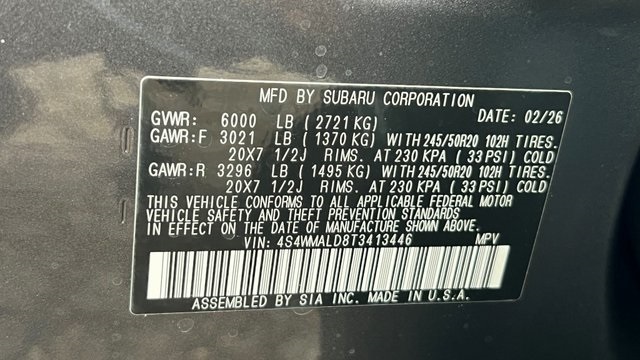 MFD BY SUBARU CORPORATION
DATE: 02/26
GVWR: 6000 LB ( 2721 KG)
GAWR:F 3021 LB ( 1370 KG) WITH 245/50R20 102H TIRES.
20X7 1/2J RIMS. AT 230 KPA ( 33 PSI) COLD
GAWR:R 3296 LB ( 1495 KG) WITH 245/50R20 102H TIRES.
20X7 1/2J RIMS. AT 230 KPA ( 33 PSI) COLD
THIS VEHICLE CONFORMS TO ALL APPLICABLE FEDERAL MOTOR
VEHICLE SAFETY AND THEFT PREVENTION STANDARDS
IN EFFECT ON THE DATE OF MANUFACTURE SHOWN ABOVE.
VIN: 4S4WMALD8T3413446 MPV
ASSEMBLED BY SIA INC. MADE IN U.S.A.